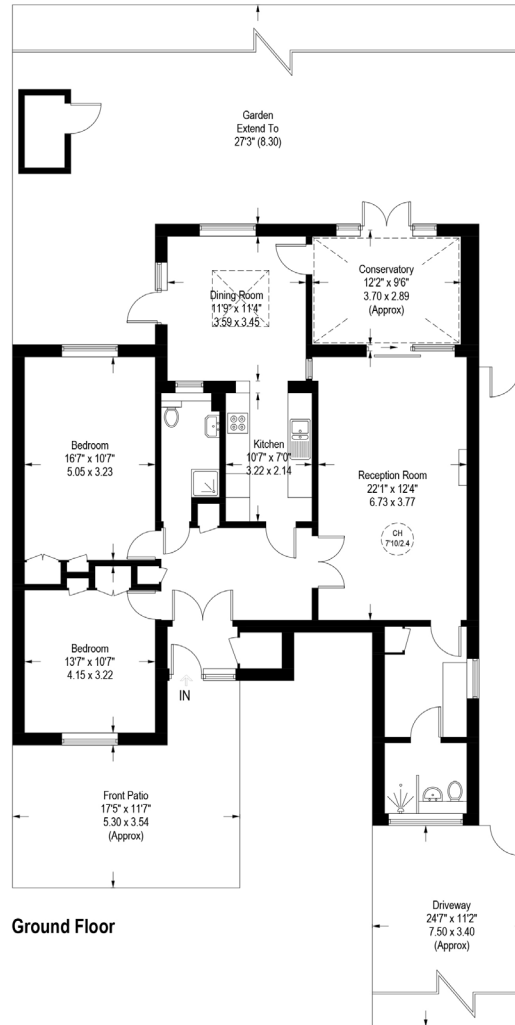 Garden
Extend To
27'3" (8.30)
Conservatory
12'2" x 9'6"
3.70 x 2.89
(Approx)
Dining Room
11'9" x 11'4"
3.59 x 3.45
Bedroom
16'7" x 10'7"
5.05 x 3.23
Kitchen
10'7" x 7'0"
3.22 x 2.14
Reception Room
22'1" x 12'4"
6.73 x 3.77
CH
7'10/2.4
Bedroom
13'7" x 10'7"
4.15 x 3.22
IN
Front Patio
17'5" x 11'7"
5.30 x 3.54
(Approx)
Ground Floor
Driveway
24'7" x 11'2"
7.50 x 3.40
(Approx)